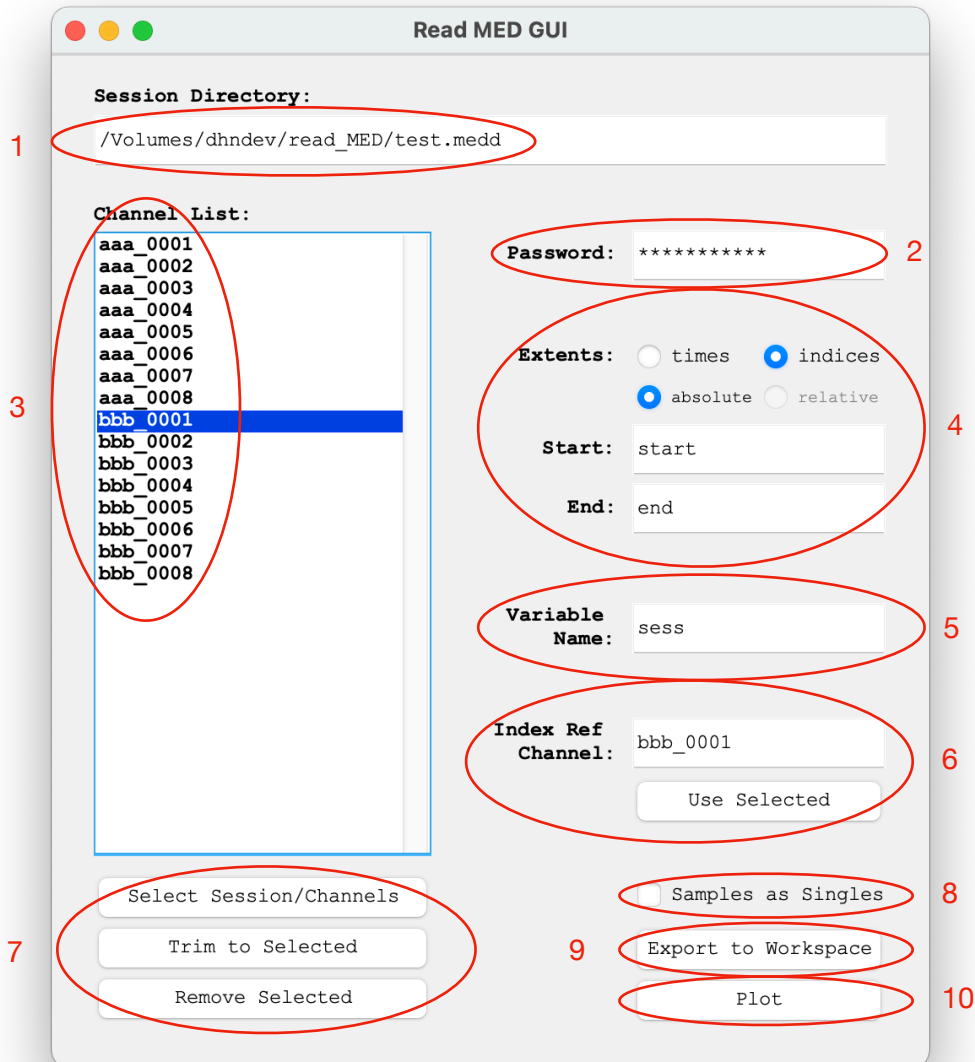 Read MED GUI
Session Directory:
1
/Volumes/dhndev/read_MED/test.medd
Channel List:
aaa_0001
aaa_0002
aaa_0003
aaa_0004
aaa_0005
aaa_0006
aaa_0007
aaa_0008
bbb_0001
bbb_0002
bbb_0003
bbb_0004
bbb_0005
bbb_0006
bbb_0007
bbb_0008
3
Password: *********** 2
Extents: times indices
absolute relative
4
Start: start
End: end
Variable
Name: sess 5
Index Ref
Channel: bbb_0001
6
Use Selected
Select Session/Channels
7 Trim to Selected
Remove Selected
Samples as Singles 8
9 Export to Workspace
Plot 10